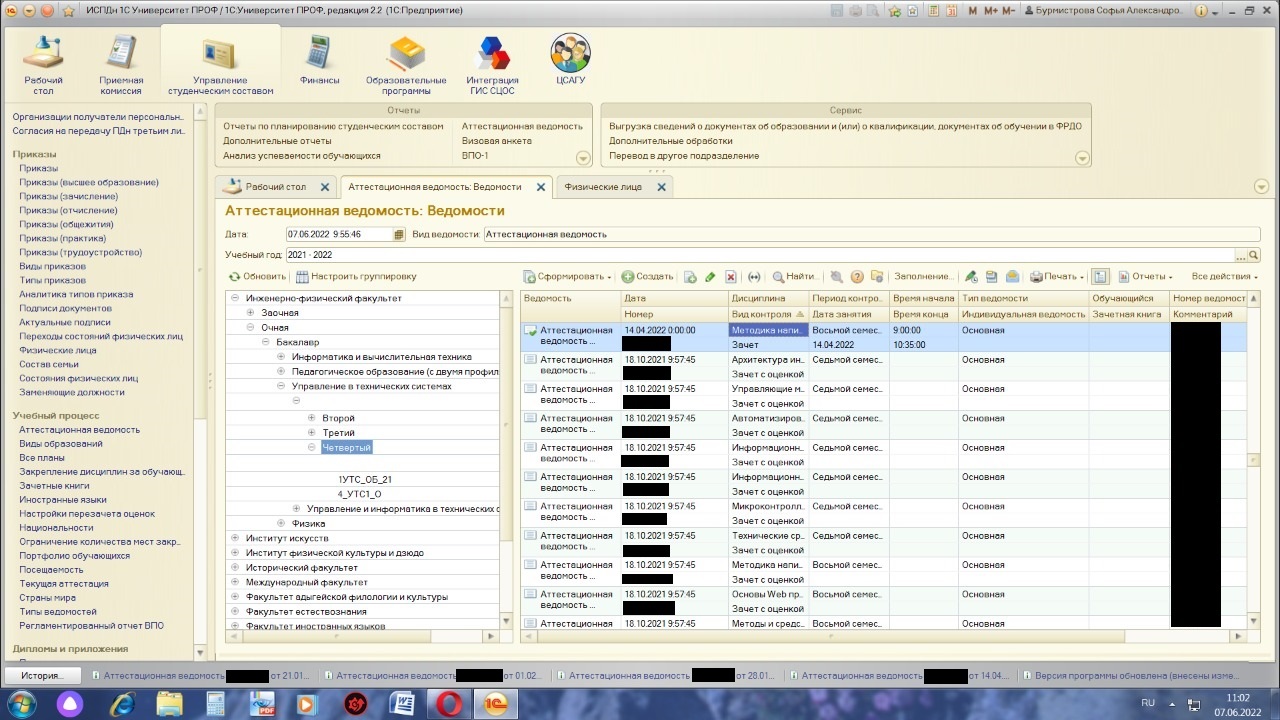 ИСПДн 1С Университет ПРОФ / 1С:Университет ПРОФ, редакция 2.2 (1С:Предприятие)
M M+ M-
Бурмистрова Софья Александро..
Рабочий стол
Приемная комиссия
Управление студенческим составом
Финансы
Образовательные программы
Интеграция ГИС СЦОС
ЦСАГУ
Организации получатели персональн..
Согласия на передачу ПДн третьим ли..
Приказы
Приказы
Приказы (высшее образование)
Приказы (зачисление)
Приказы (отчисление)
Приказы (общежития)
Приказы (практика)
Приказы (трудоустройство)
Виды приказов
Типы приказов
Аналитика типов приказа
Подписи документов
Актуальные подписи
Переходы состояний физических лиц
Физические лица
Состав семьи
Состояния физических лиц
Заменяющие должности
Учебный процесс
Аттестационная ведомость
Виды образований
Все планы
Закрепление дисциплин за обучающ..
Зачетные книги
Иностранные языки
Настройки перезачета оценок
Национальности
Ограничение количества мест закр..
Портфолио обучающихся
Посещаемость
Текущая аттестация
Страны мира
Типы ведомостей
Регламентированный отчет ВПО
Дипломы и приложения
Отчеты
Отчеты по планированию студенческим составом
Аттестационная ведомость
Дополнительные отчеты
Визовая анкета
Анализ успеваемости обучающихся
ВПО-1
Сервис
Выгрузка сведений о документах об образовании и (или) о квалификации, документах об обучении в ФРДО
Дополнительные обработки
Перевод в другое подразделение
Рабочий стол
Аттестационная ведомость: Ведомости
Физические лица
Аттестационная ведомость: Ведомости
Дата: 07.06.2022 9:55:46 Вид ведомости: Аттестационная ведомость
Учебный год: 2021 - 2022
Обновить Настроить группировку
Инженерно-физический факультет
Заочная
Очная
Бакалавр
Информатика и вычислительная техника
Педагогическое образование (с двумя профил
Управление в технических системах
Второй
Третий
Четвертый
1УТС_ОБ_21
4_УТС1_О
Управление и информатика в технических с
Физика
Институт искусств
Институт физической культуры и дзюдо
Исторический факультет
Международный факультет
Факультет адыгейской филологии и культуры
Факультет естествознания
Факультет иностранных языков
Сформировать Создать Найти.. Заполнение.. Печать Отчеты Все действия
Ведомость Дата Дисциплина Период контро.. Время начала Тип ведомости Обучающийся Номер ведомост
Номер Вид контроля Дата занятия Время конца Индивидуальная ведомость Зачетная книга Комментарий
Аттестационная 14.04.2022 0:00:00 Методика напи.. Восьмой семес.. 9:00:00 Основная
ведомость ... Зачет 14.04.2022 10:35:00
Аттестационная 18.10.2021 9:57:45 Архитектура ин.. Седьмой семес.. Основная
ведомость ... Зачет с оценкой
Аттестационная 18.10.2021 9:57:45 Управляющие м.. Седьмой семес.. Основная
ведомость ... Зачет с оценкой
Аттестационная 18.10.2021 9:57:45 Автоматизиров.. Седьмой семес.. Основная
ведомость ... Зачет с оценкой
Аттестационная 18.10.2021 9:57:45 Информационн.. Седьмой семес.. Основная
ведомость ... Зачет с оценкой
Аттестационная 18.10.2021 9:57:45 Информационн.. Седьмой семес.. Основная
ведомость ... Зачет с оценкой
Аттестационная 18.10.2021 9:57:45 Микроконтролл.. Седьмой семес.. Основная
ведомость ... Зачет с оценкой
Аттестационная 18.10.2021 9:57:45 Технические ср.. Седьмой семес.. Основная
ведомость ... Зачет с оценкой
Аттестационная 18.10.2021 9:57:45 Методика напи.. Восьмой семес.. Основная
ведомость ... Зачет с оценкой
Аттестационная 18.10.2021 9:57:45 Основы Web пр.. Восьмой семес.. Основная
ведомость ... Зачет с оценкой
Аттестационная 18.10.2021 9:57:45 Методы и средс.. Восьмой семес.. Основная
История...
Аттестационная ведомость от 21.01...
Аттестационная ведомость от 01.02...
Аттестационная ведомость от 28.01...
Аттестационная ведомость от 14.04....
Версия программы обновлена (внесены изме...
RU
11:02
07.06.2022